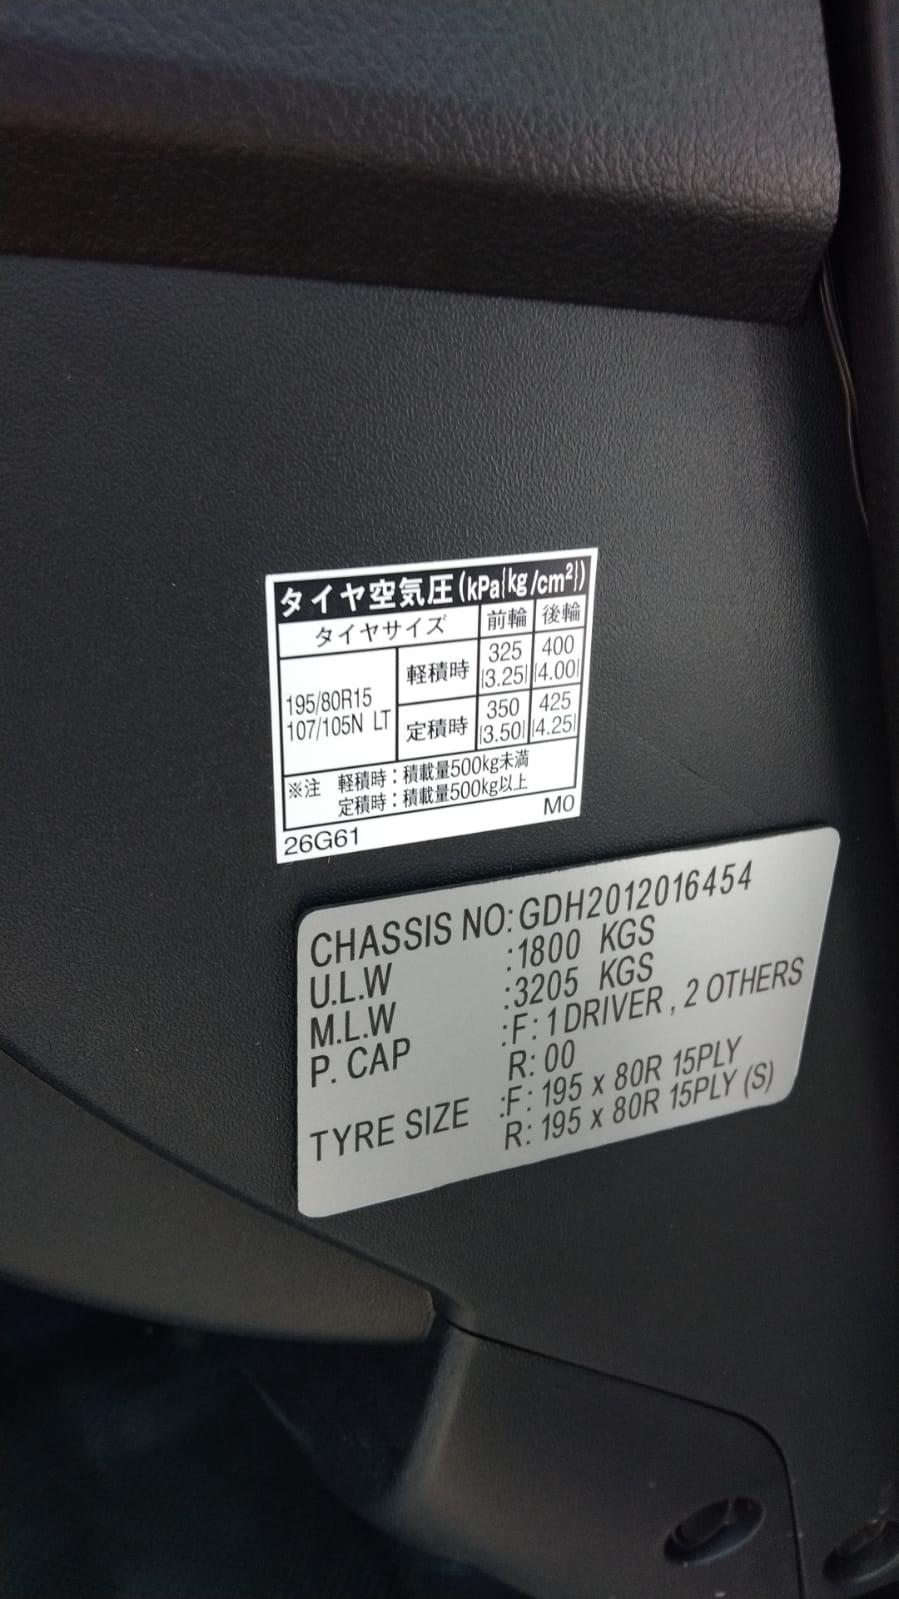 タイヤ空気圧(kPa{kg/cm²})
タイヤサイズ 前輪 後輪
195/80R15
107/105N LT
軽積時 325 400
{3.25} {4.00}
定積時 350 425
{3.50} {4.25}
※注 軽積時:積載量500kg未満
定積時:積載量500kg以上
26G61 M0
CHASSIS NO: GDH2012016454
U.L.W :1800 KGS
M.L.W :3205 KGS
P. CAP :F: 1 DRIVER , 2 OTHERS
R: 00
TYRE SIZE :F: 195 x 80R 15PLY
R: 195 x 80R 15PLY (S)